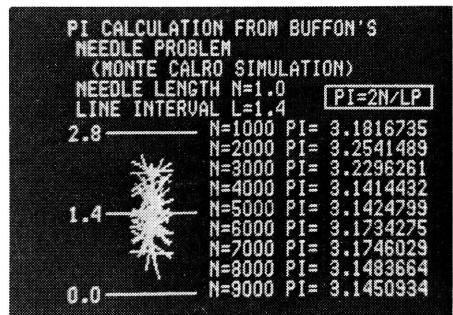 PI CALCULATION FROM BUFFON'S
NEEDLE PROBLEM
(MONTE CALRO SIMULATION)
NEEDLE LENGTH N=1.0
LINE INTERVAL L=1.4
PI=2N/LP
2.8
N=1000 PI= 3.1816735
N=2000 PI= 3.2541489
N=3000 PI= 3.2296261
N=4000 PI= 3.1414432
1.4
N=5000 PI= 3.1424799
N=6000 PI= 3.1734275
N=7000 PI= 3.1746029
N=8000 PI= 3.1483664
0.0
N=9000 PI= 3.1450934